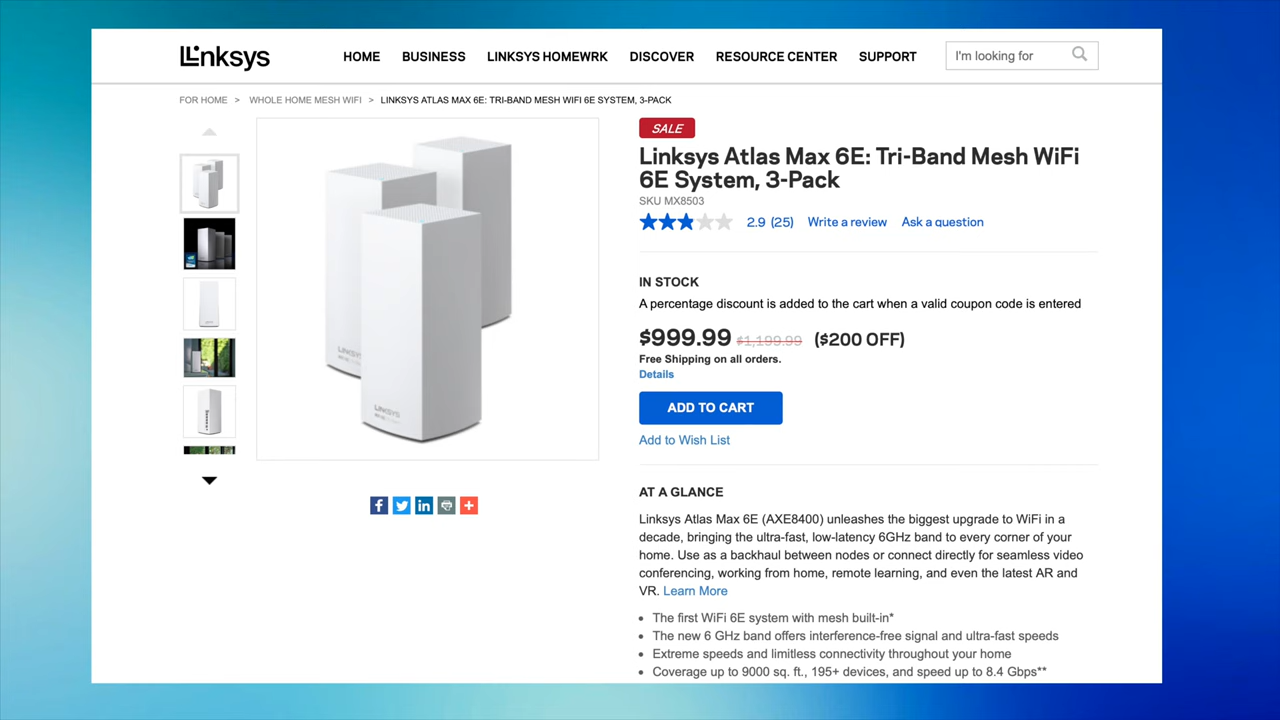 Linksys
HOME BUSINESS LINKSYS HOMEWRK DISCOVER RESOURCE CENTER SUPPORT I'm looking for
FOR HOME > WHOLE HOME MESH WIFI > LINKSYS ATLAS MAX 6E: TRI-BAND MESH WIFI 6E SYSTEM, 3-PACK
SALE
Linksys Atlas Max 6E: Tri-Band Mesh WiFi
6E System, 3-Pack
SKU MX8503
2.9 (25) Write a review Ask a question
IN STOCK
A percentage discount is added to the cart when a valid coupon code is entered
$999.99 $1,199.99 ($200 OFF)
Free Shipping on all orders.
Details
ADD TO CART
Add to Wish List
AT A GLANCE
Linksys Atlas Max 6E (AXE8400) unleashes the biggest upgrade to WiFi in a
decade, bringing the ultra-fast, low-latency 6GHz band to every corner of your
home. Use as a backhaul between nodes or connect directly for seamless video
conferencing, working from home, remote learning, and even the latest AR and
VR. Learn More
• The first WiFi 6E system with mesh built-in*
• The new 6 GHz band offers interference-free signal and ultra-fast speeds
• Extreme speeds and limitless connectivity throughout your home
• Coverage up to 9000 sq. ft., 195+ devices, and speed up to 8.4 Gbps**
LINKSYS